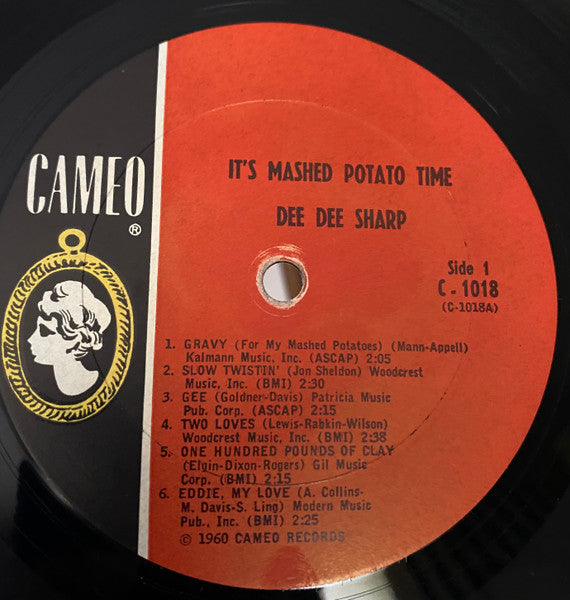 CAMEO
®
IT'S MASHED POTATO TIME
DEE DEE SHARP
Side 1
C - 1018
(C-1018A)
1. GRAVY (For My Mashed Potatoes) (Mann-Appell)
Kalmann Music, Inc. (ASCAP) 2:05
2. SLOW TWISTIN' (Jon Sheldon) Woodcrest
Music, Inc. (BMI) 2:30
3. GEE (Goldner-Davis) Patricia Music
Pub. Corp. (ASCAP) 2:15
4. TWO LOVES (Lewis-Rabkin-Wilson)
Woodcrest Music, Inc. (BMI) 2:38
5. ONE HUNDRED POUNDS OF CLAY
(Elgin-Dixon-Rogers) Gil Music
Corp. (BMI) 2:15
6. EDDIE, MY LOVE (A. Collins-
M. Davis-S. Ling) Modern Music
Pub., Inc. (BMI) 2:25
© 1960 CAMEO RECORDS